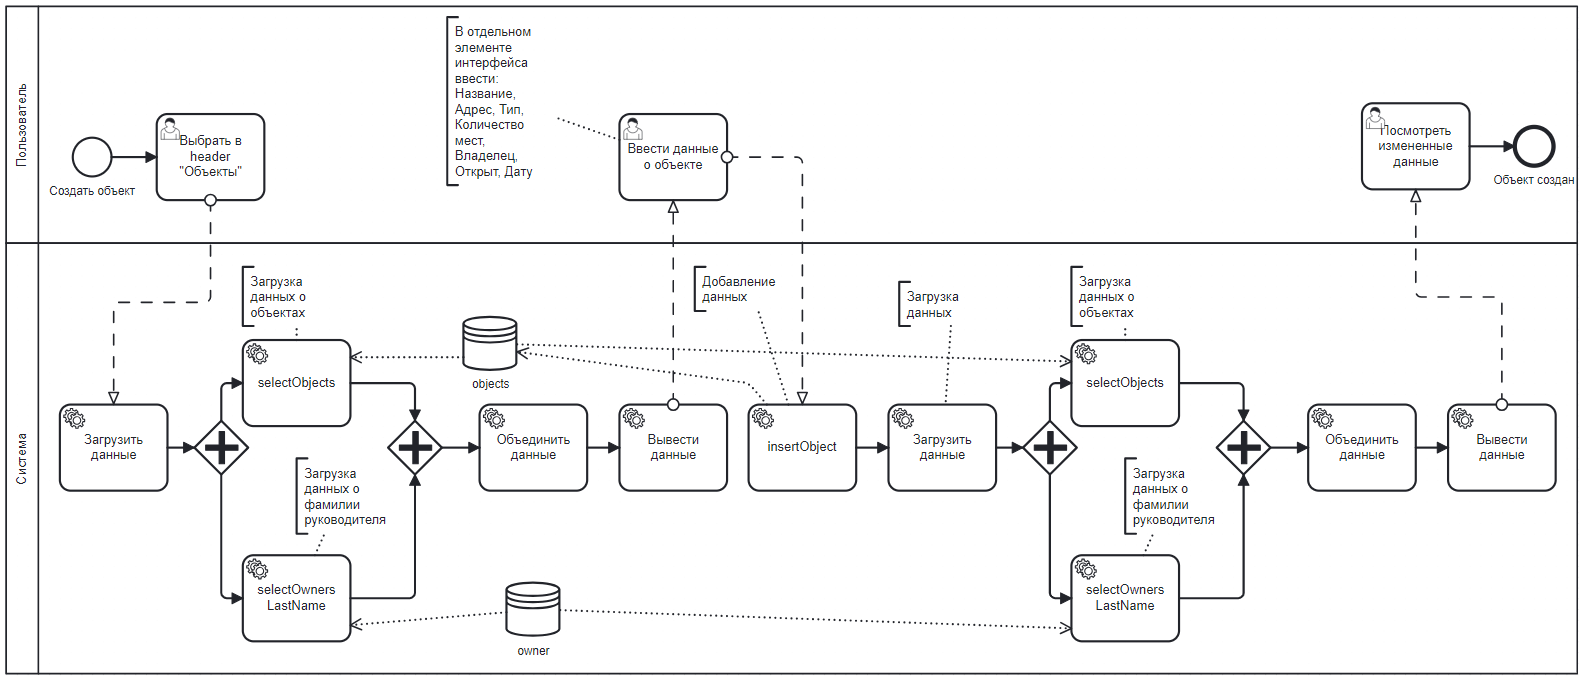 Пользователь
Создать объект
Выбрать в
header
"Объекты"
В отдельном
элементе
интерфейса
ввести:
Название,
Адрес, Тип,
Количество
мест,
Владелец,
Открыт, Дату
Ввести данные
о объекте
Посмотреть
измененные
данные
Объект создан
Система
Загрузить
данные
Загрузка
данных о
объектах
selectObjects
Загрузка
данных о
фамилии
руководителя
selectOwners
LastName
objects
owner
Объединить
данные
Вывести
данные
Добавление
данных
insertObject
Загрузка
данных
Загрузить
данные
Загрузка
данных о
объектах
selectObjects
Загрузка
данных о
фамилии
руководителя
selectOwners
LastName
Объединить
данные
Вывести
данные